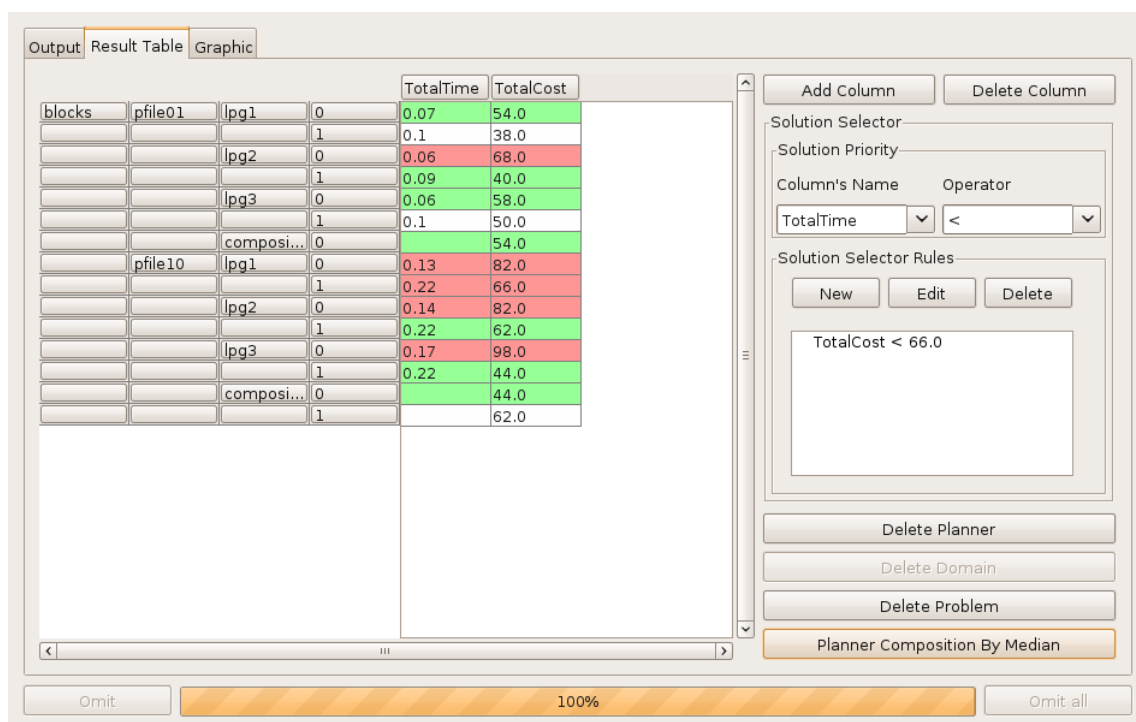 Output Result Table Graphic
TotalTime TotalCost
blocks pfile01 lpg1 0 0.07 54.0
1 0.1 38.0
lpg2 0 0.06 68.0
1 0.09 40.0
lpg3 0 0.06 58.0
1 0.1 50.0
composi... 0 54.0
pfile10 lpg1 0 0.13 82.0
1 0.22 66.0
lpg2 0 0.14 82.0
1 0.22 62.0
lpg3 0 0.17 98.0
1 0.22 44.0
composi... 0 44.0
1 62.0
Add Column Delete Column
Solution Selector
Solution Priority
Column's Name Operator
TotalTime <
Solution Selector Rules
New Edit Delete
TotalCost < 66.0
Delete Planner
Delete Domain
Delete Problem
Planner Composition By Median
Omit 100% Omit all